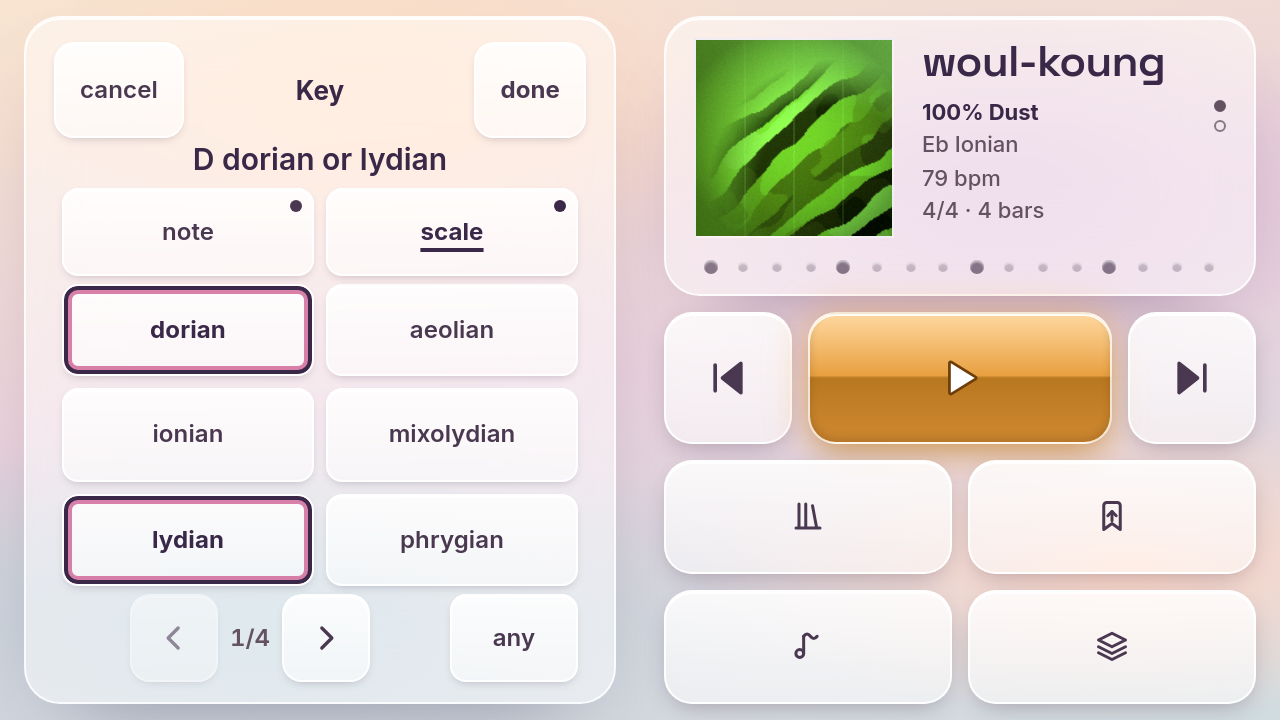 cancel
Key
done
D dorian or lydian
note
scale
dorian
aeolian
ionian
mixolydian
lydian
phrygian
1/4
any
woul-koung
100% Dust
Eb Ionian
79 bpm
4/4 · 4 bars